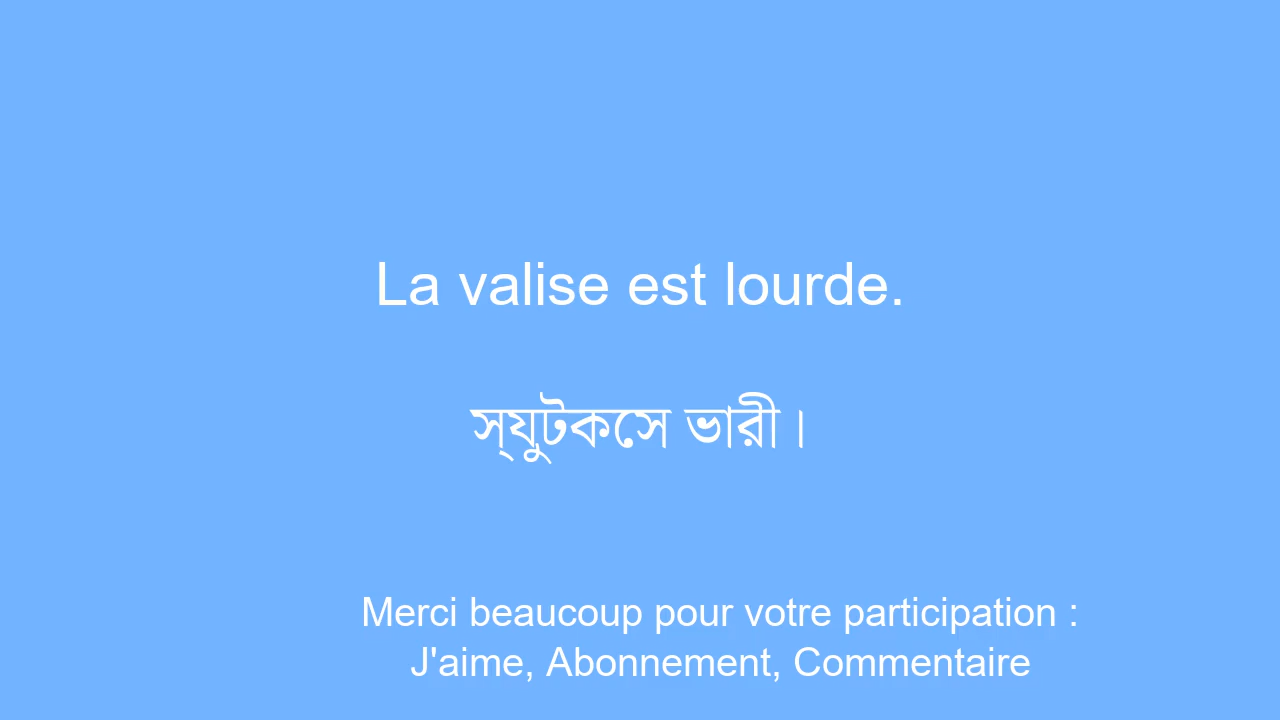 La valise est lourde.
স্যুটকেস ভারী।
Merci beaucoup pour votre participation :
J'aime, Abonnement, Commentaire